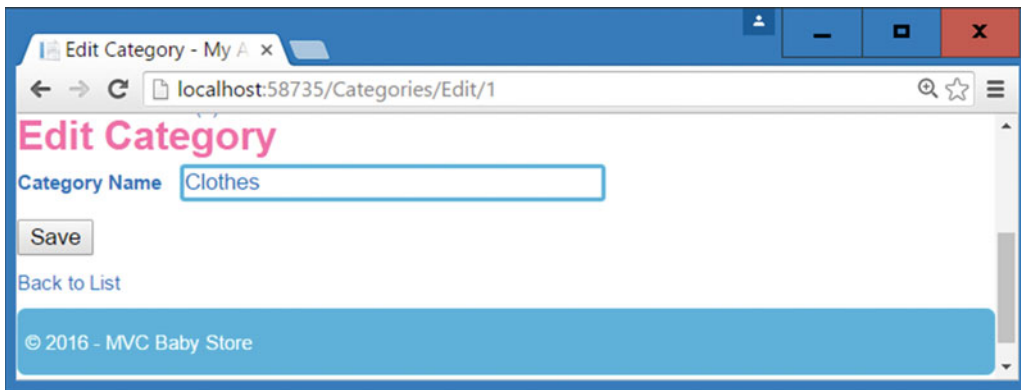 Edit Category - My A
localhost:58735/Categories/Edit/1
Edit Category
Category Name Clothes
Save
Back to List
© 2016 - MVC Baby Store